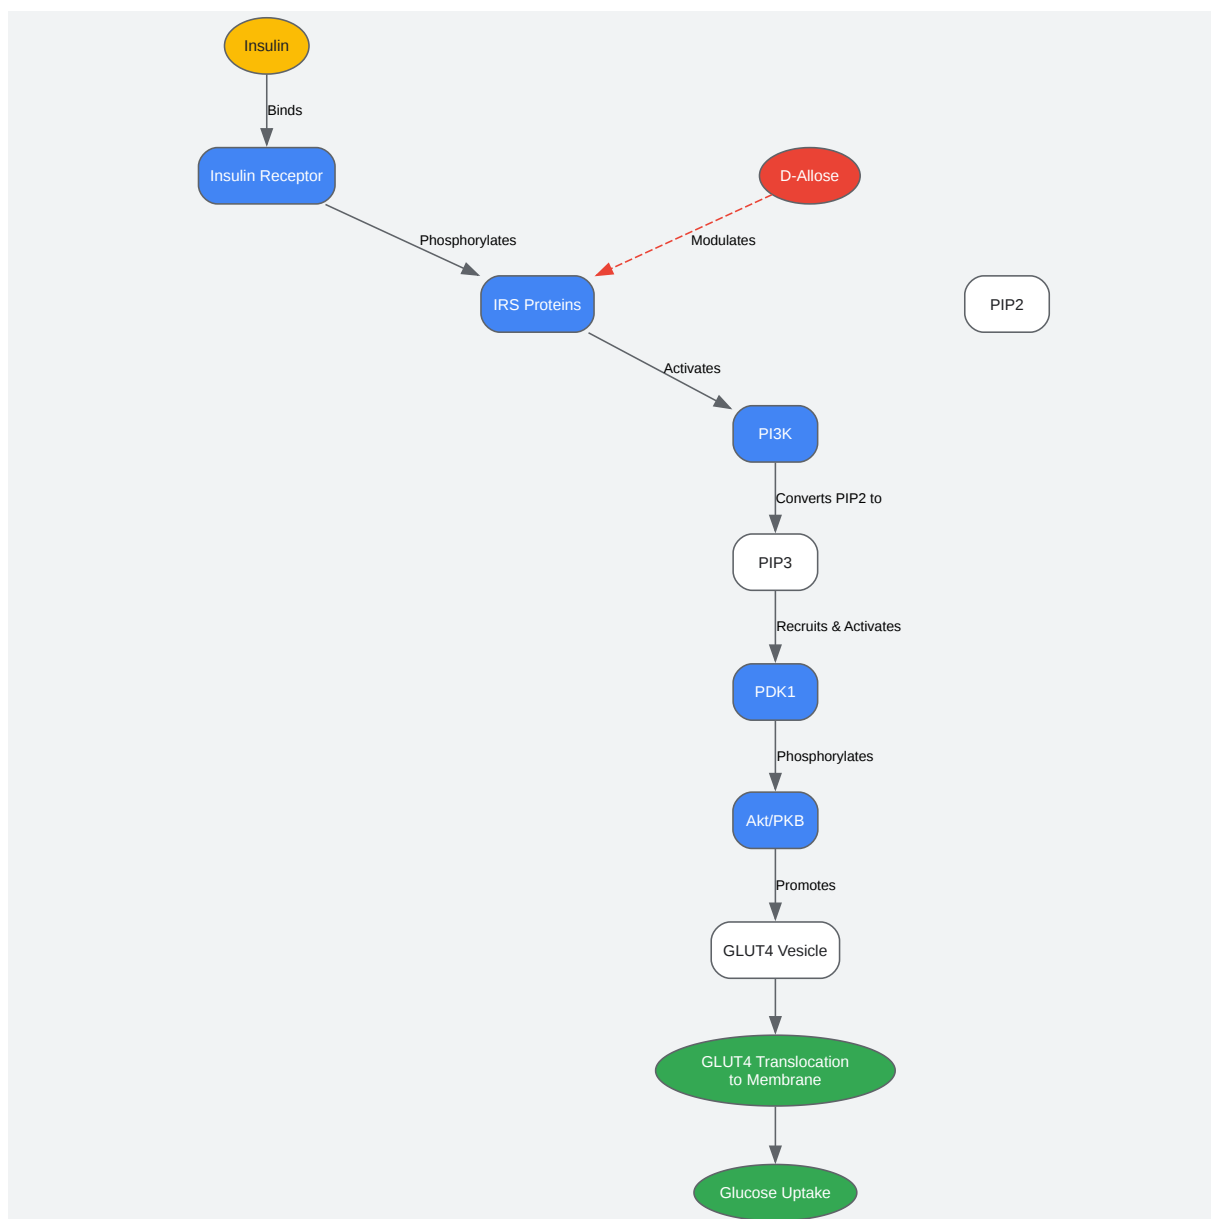 Insulin
Binds
Insulin Receptor
D-Allose
Phosphorylates
Modulates
IRS Proteins
PIP2
Activates
PI3K
Converts PIP2 to
PIP3
Recruits & Activates
PDK1
Phosphorylates
Akt/PKB
Promotes
GLUT4 Vesicle
GLUT4 Translocation
to Membrane
Glucose Uptake